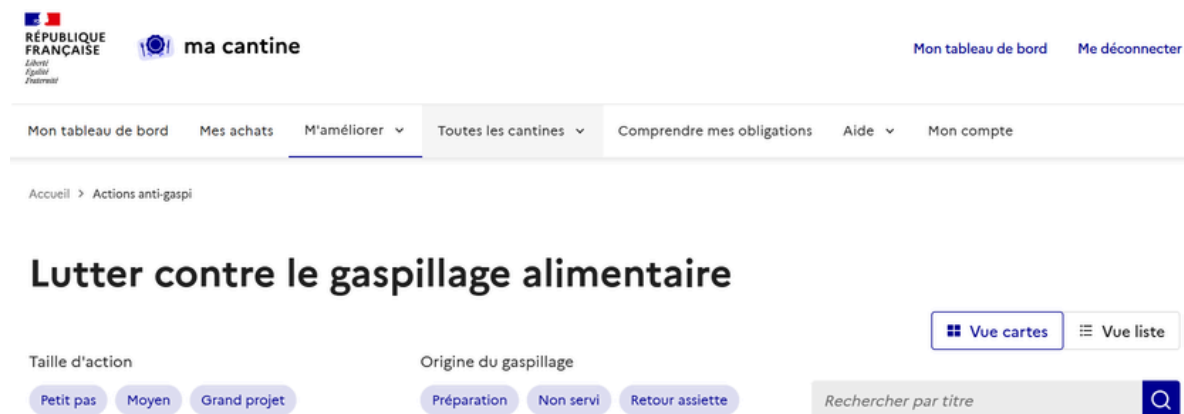 RÉPUBLIQUE
FRANÇAISE
Liberté
Égalité
Fraternité
ma cantine
Mon tableau de bord Me déconnecter
Mon tableau de bord Mes achats M'améliorer Toutes les cantines Comprendre mes obligations Aide Mon compte
Accueil > Actions anti-gaspi
Lutter contre le gaspillage alimentaire
Vue cartes Vue liste
Taille d'action Origine du gaspillage
Petit pas Moyen Grand projet Préparation Non servi Retour assiette Rechercher par titre